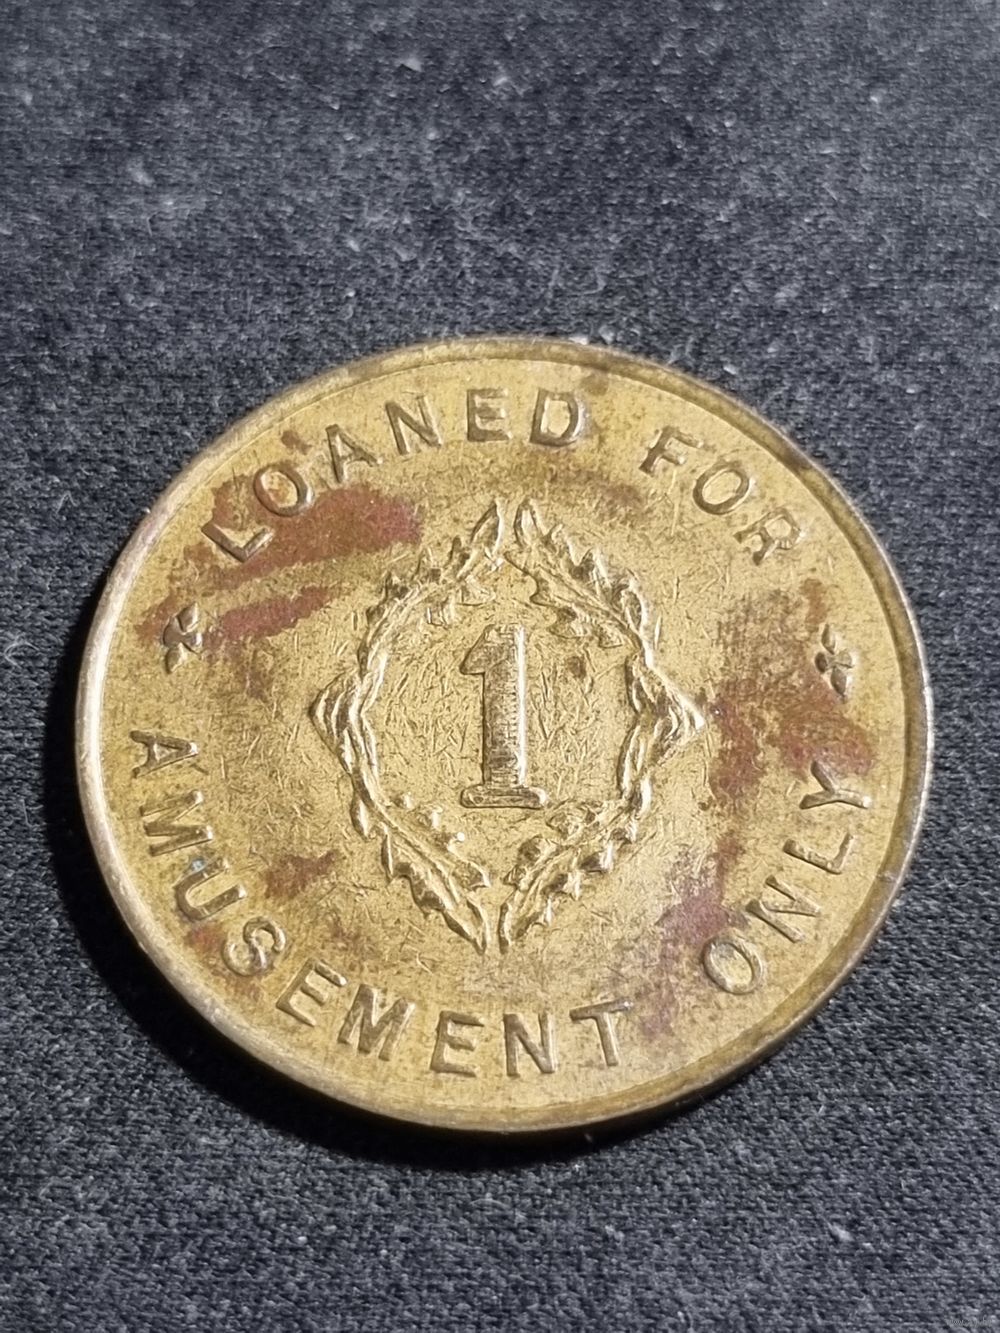 LOANED FOR
1
AMUSEMENT ONLY